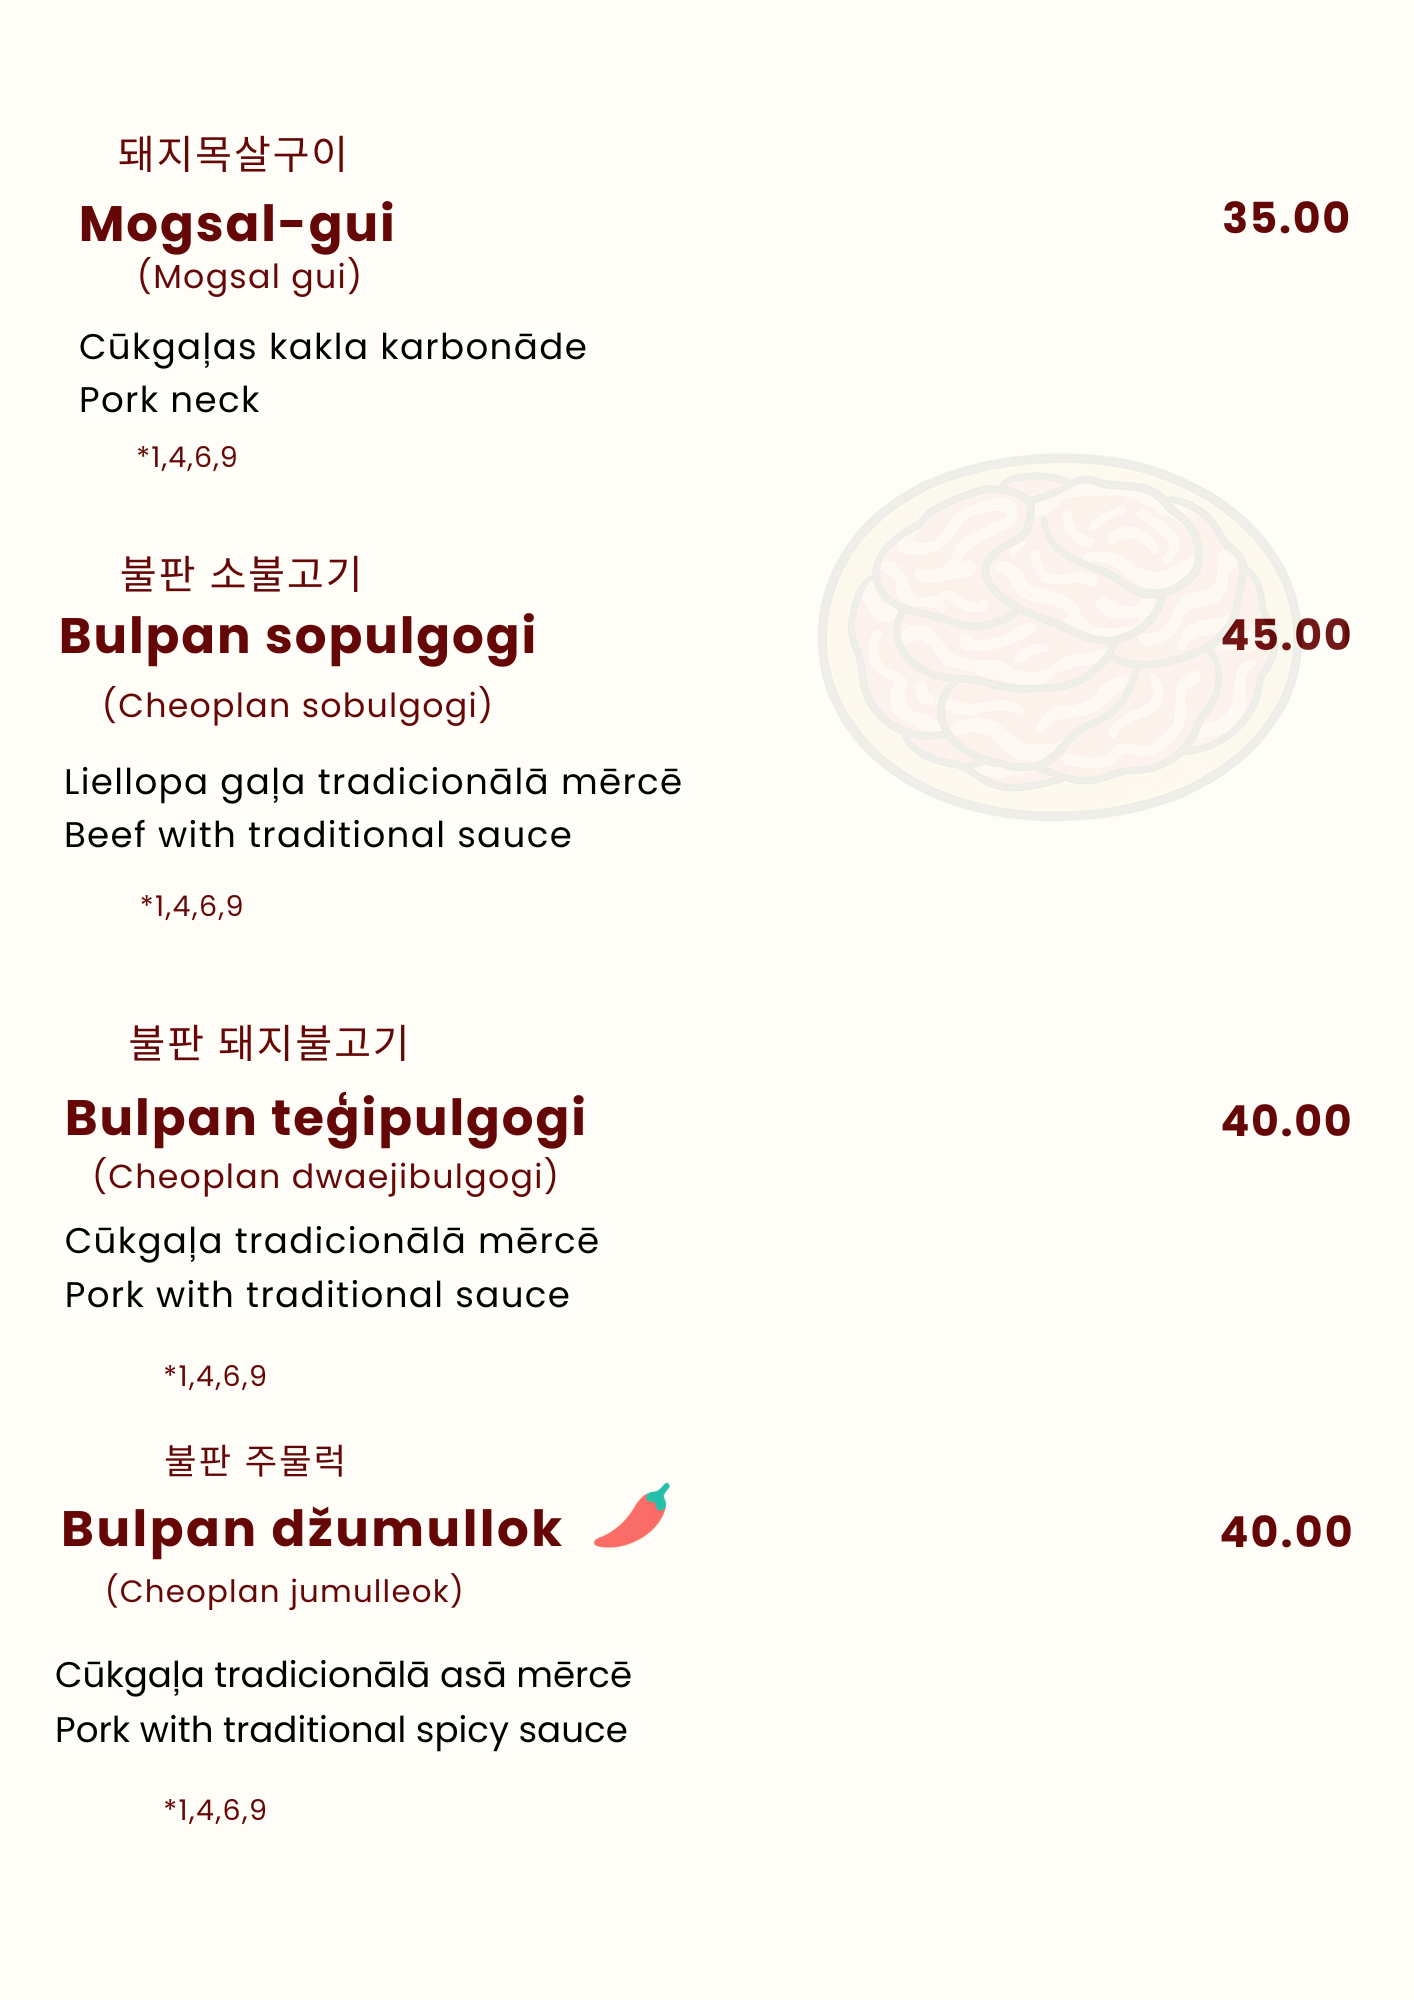 돼지목살구이
Mogsal-gui 35.00
(Mogsal gui)
Cūkgaļas kakla karbonāde
Pork neck
*1,4,6,9
불판 소불고기
Bulpan sopulgogi 45.00
(Cheoplan sobulgogi)
Liellopa gaļa tradicionālā mērcē
Beef with traditional sauce
*1,4,6,9
불판 돼지불고기
Bulpan teģipulgogi 40.00
(Cheoplan dwaejibulgogi)
Cūkgaļa tradicionālā mērcē
Pork with traditional sauce
*1,4,6,9
불판 주물럭
Bulpan džumullok 40.00
(Cheoplan jumulleok)
Cūkgaļa tradicionālā asā mērcē
Pork with traditional spicy sauce
*1,4,6,9